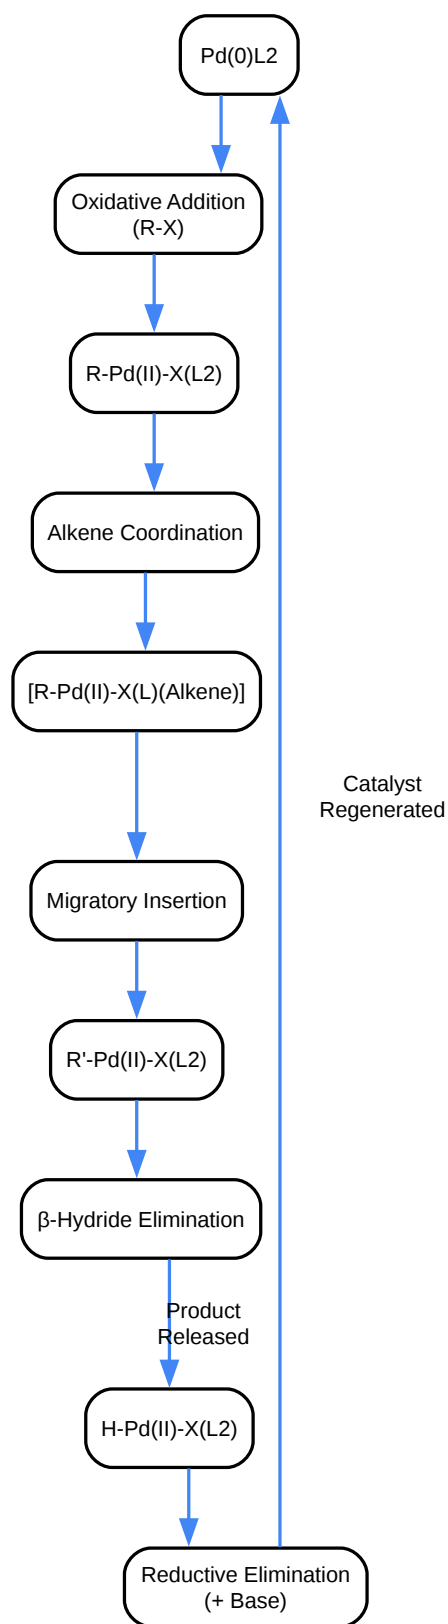 Pd(0)L2
Oxidative Addition
(R-X)
R-Pd(II)-X(L2)
Alkene Coordination
[R-Pd(II)-X(L)(Alkene)]
Catalyst
Regenerated
Migratory Insertion
R'-Pd(II)-X(L2)
β-Hydride Elimination
Product
Released
H-Pd(II)-X(L2)
Reductive Elimination
(+ Base)